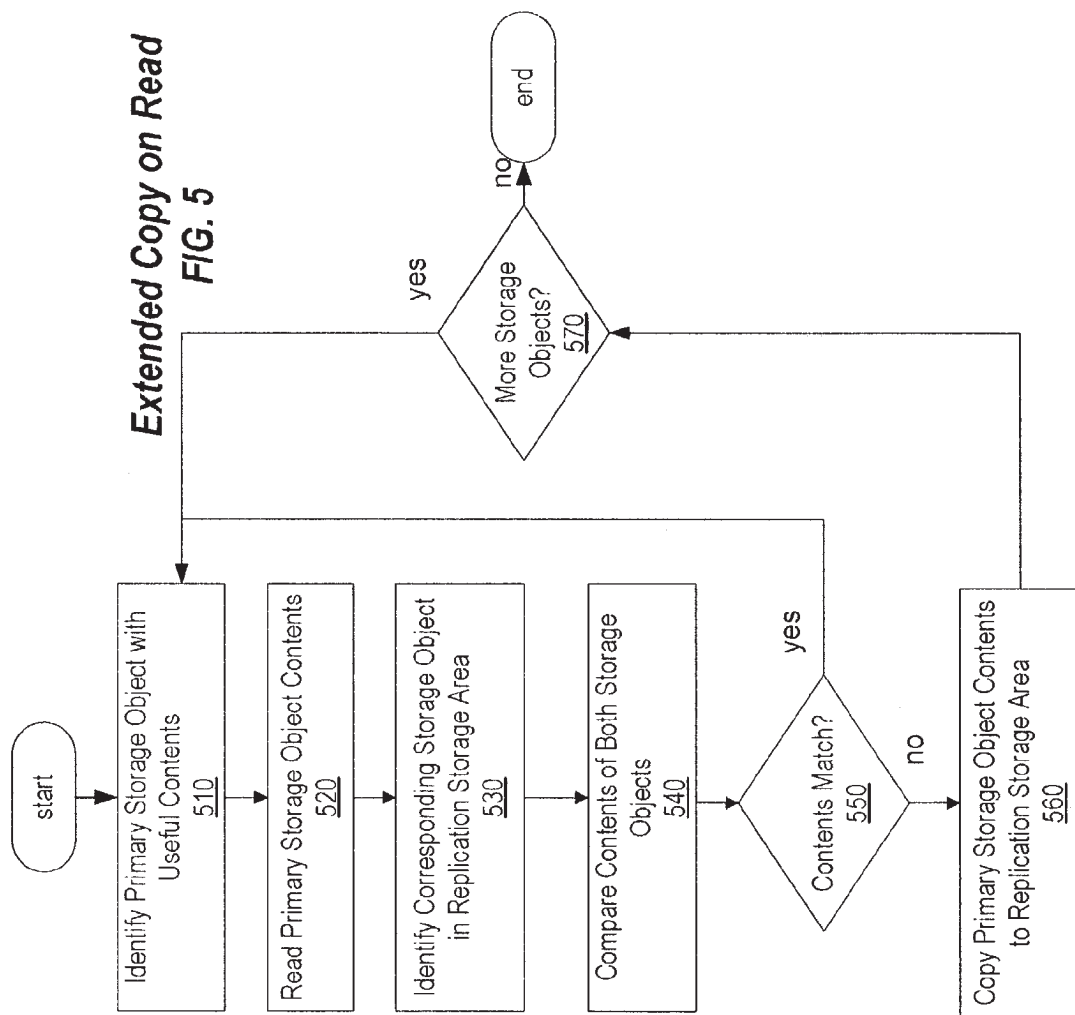 Extended Copy on Read
FIG. 5
start
Identify Primary Storage Object with
Useful Contents
510
Read Primary Storage Object Contents
520
Identify Corresponding Storage Object
in Replication Storage Area
530
Compare Contents of Both Storage
Objects
540
Contents Match?
550
yes
no
Copy Primary Storage Object Contents
to Replication Storage Area
560
More Storage
Objects?
570
yes
no
end